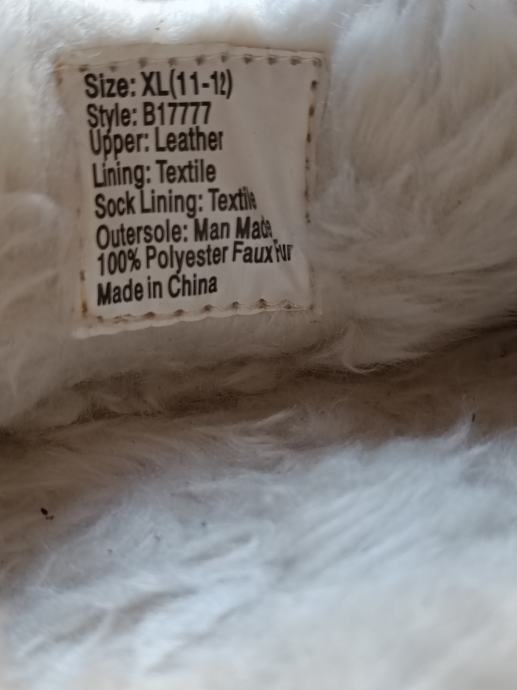 Size: XL(11-12)
Style: B17777
Upper: Leather
Lining: Textile
Sock Lining: Textile
Outersole: Man Made
100% Polyester Faux Fur
Made in China